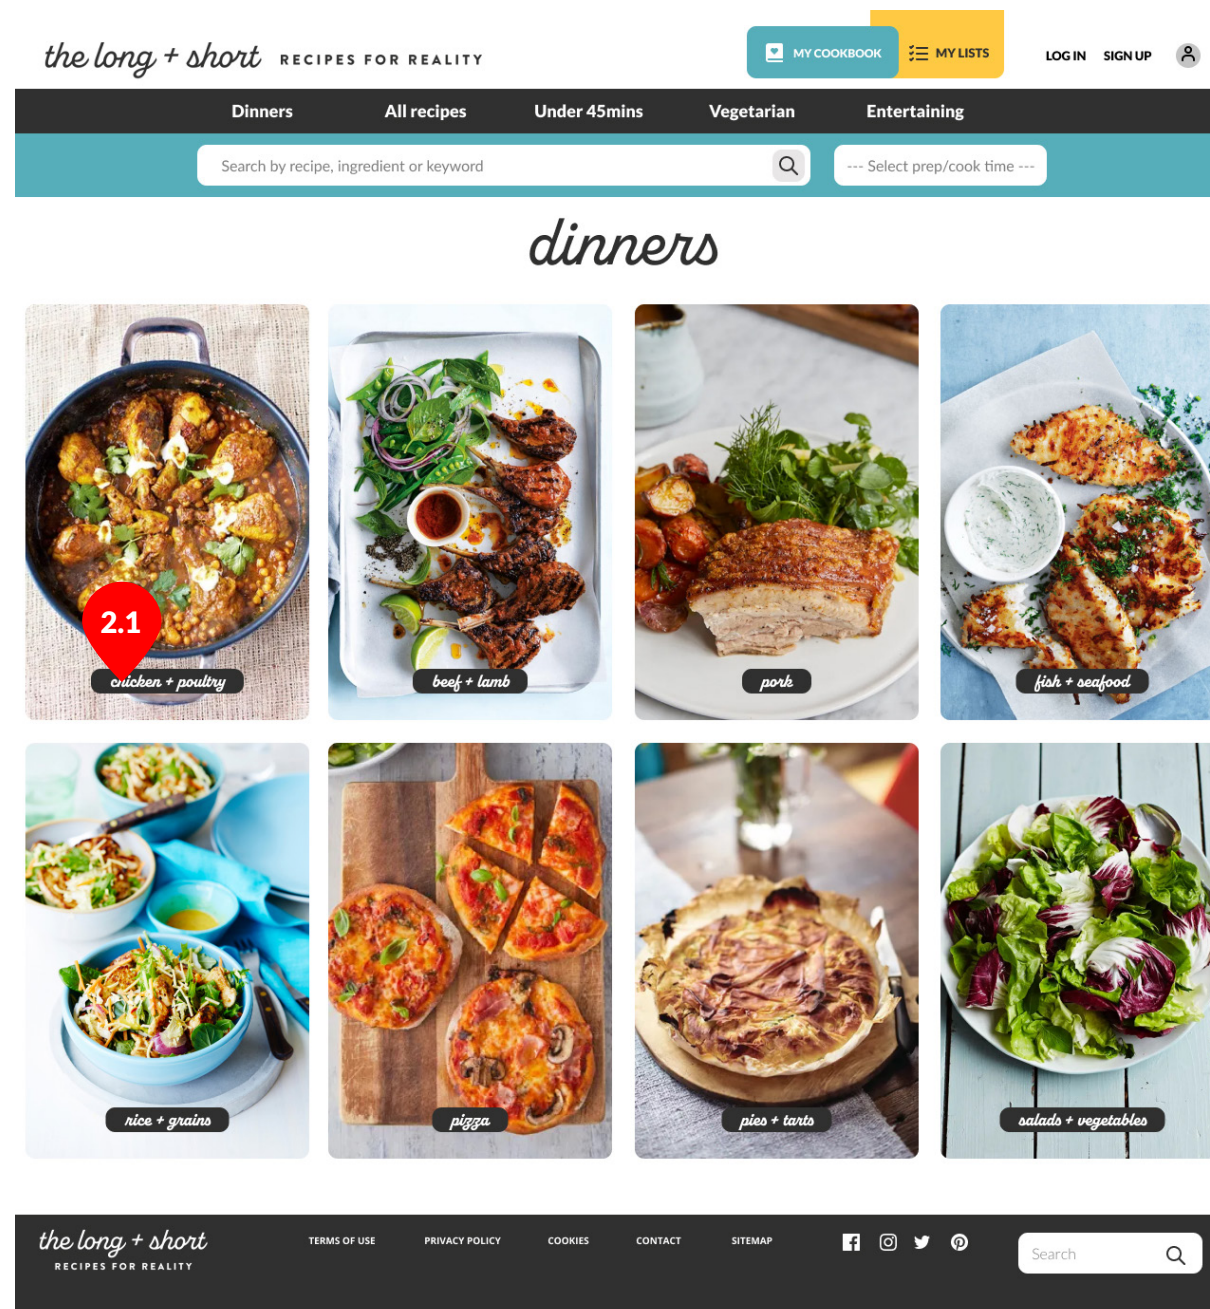 the long + short RECIPES FOR REALITY
MY COOKBOOK
MY LISTS
LOG IN SIGN UP
Dinners All recipes Under 45mins Vegetarian Entertaining
Search by recipe, ingredient or keyword
--- Select prep/cook time ---
dinners
2.1
chicken + poultry
beef + lamb
pork
fish + seafood
rice + grains
pizza
pies + tarts
salads + vegetables
the long + short
RECIPES FOR REALITY
TERMS OF USE PRIVACY POLICY COOKIES CONTACT SITEMAP
Search